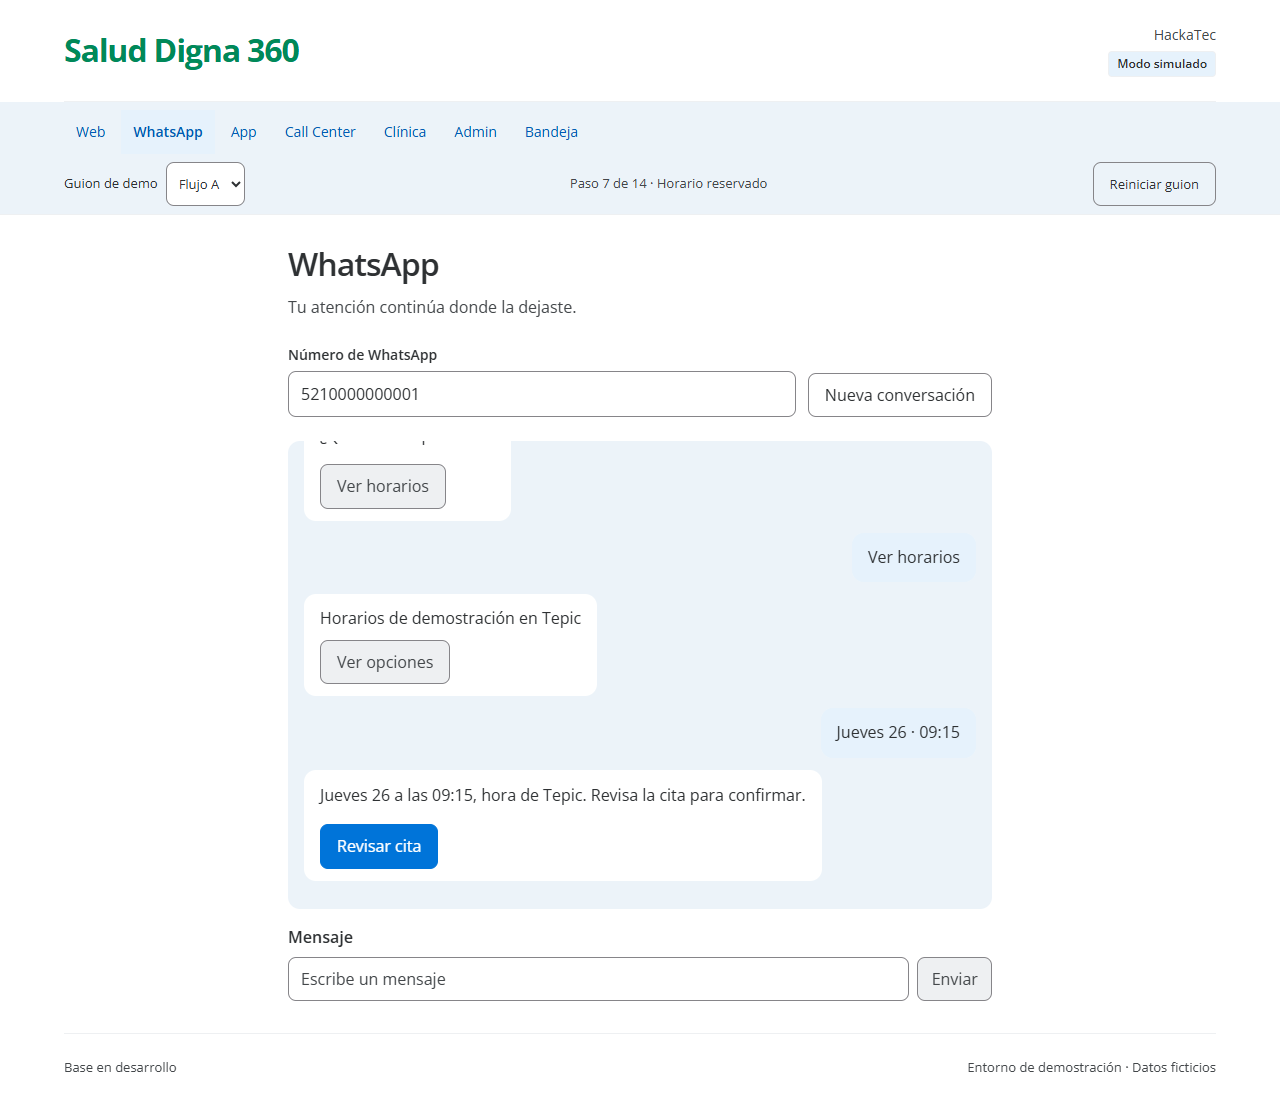 Salud Digna 360
HackaTec
Modo simulado
Web
WhatsApp
App
Call Center
Clínica
Admin
Bandeja
Guion de demo
Flujo A
Paso 7 de 14 · Horario reservado
Reiniciar guion
WhatsApp
Tu atención continúa donde la dejaste.
Número de WhatsApp
5210000000001
Nueva conversación
Ver horarios
Ver horarios
Horarios de demostración en Tepic
Ver opciones
Jueves 26 · 09:15
Jueves 26 a las 09:15, hora de Tepic. Revisa la cita para confirmar.
Revisar cita
Mensaje
Escribe un mensaje
Enviar
Base en desarrollo
Entorno de demostración · Datos ficticios